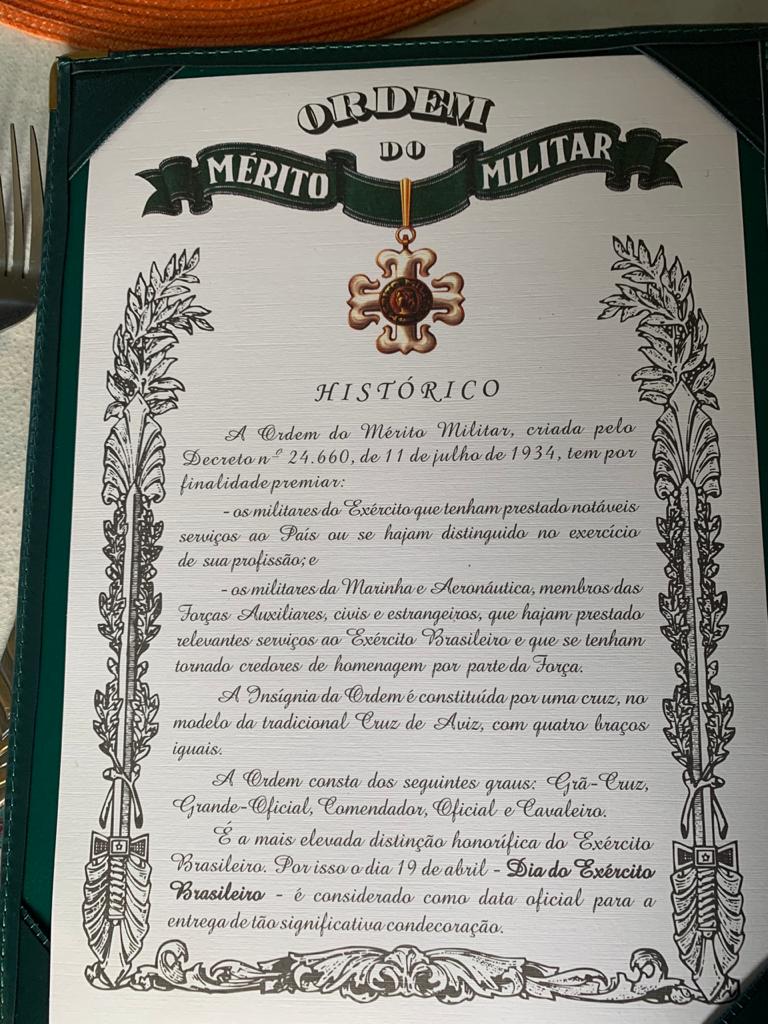 ORDEM
DO
MÉRITO MILITAR
HISTÓRICO
A Ordem do Mérito Militar, criada pelo
Decreto nº 24.660, de 11 de julho de 1934, tem por
finalidade premiar:
- os militares do Exército que tenham prestado notáveis
serviços ao País ou se hajam distinguido no exercício
de sua profissão; e
- os militares da Marinha e Aeronáutica, membros das
Forças Auxiliares, civis e estrangeiros, que hajam prestado
relevantes serviços ao Exército Brasileiro e que se tenham
tornado credores de homenagem por parte da Força.
A Insígnia da Ordem é constituída por uma cruz, no
modelo da tradicional Cruz de Aviz, com quatro braços
iguais.
A Ordem consta dos seguintes graus: Grã-Cruz,
Grande-Oficial, Comendador, Oficial e Cavaleiro.
É a mais elevada distinção honorífica do Exército
Brasileiro. Por isso o dia 19 de abril - Dia do Exército
Brasileiro - é considerado como data oficial para a
entrega de tão significativa condecoração.